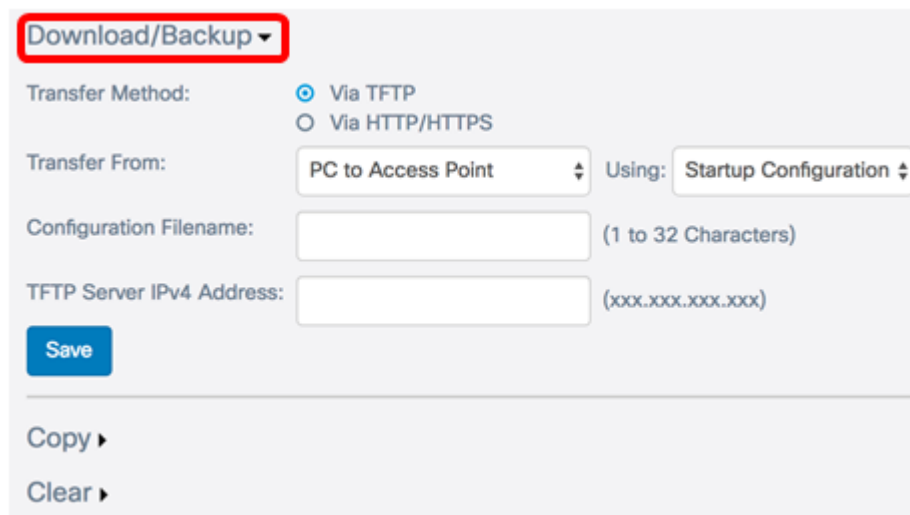 Download/Backup
Transfer Method: Via TFTP
Via HTTP/HTTPS
Transfer From: PC to Access Point Using: Startup Configuration
Configuration Filename: (1 to 32 Characters)
TFTP Server IPv4 Address: (xxx.xxx.xxx.xxx)
Save
Copy
Clear